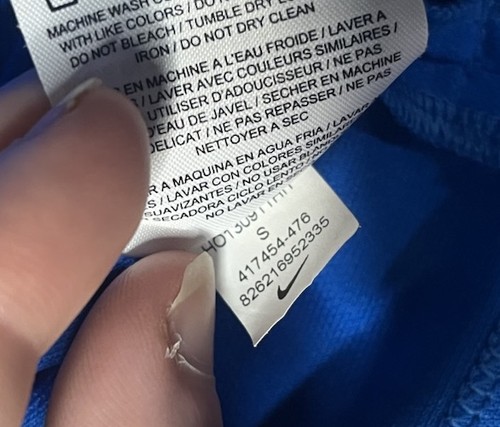 MACHINE WASH
WITH LIKE COLORS / DO
DO NOT BLEACH / TUMBLE DRY
IRON / DO NOT DRY CLEAN
EN MACHINE A L'EAU FROIDE / LAVER A
/ LAVER AVEC COULEURS SIMILAIRES /
UTILISER D'ADOUCISSEUR / NE PAS
D'EAU DE JAVEL / SECHER EN MACHINE
DELICAT / NE PAS REPASSER / NE PAS
NETTOYER A SEC
R A MAQUINA EN AGUA FRIA / LAVAR
S / LAVAR CON COLORES SIMILARES
SUAVIZANTES / NO USAR
SECADORA CICLO LENTO
NO LAVAR EN
S
417454-476
826216952335